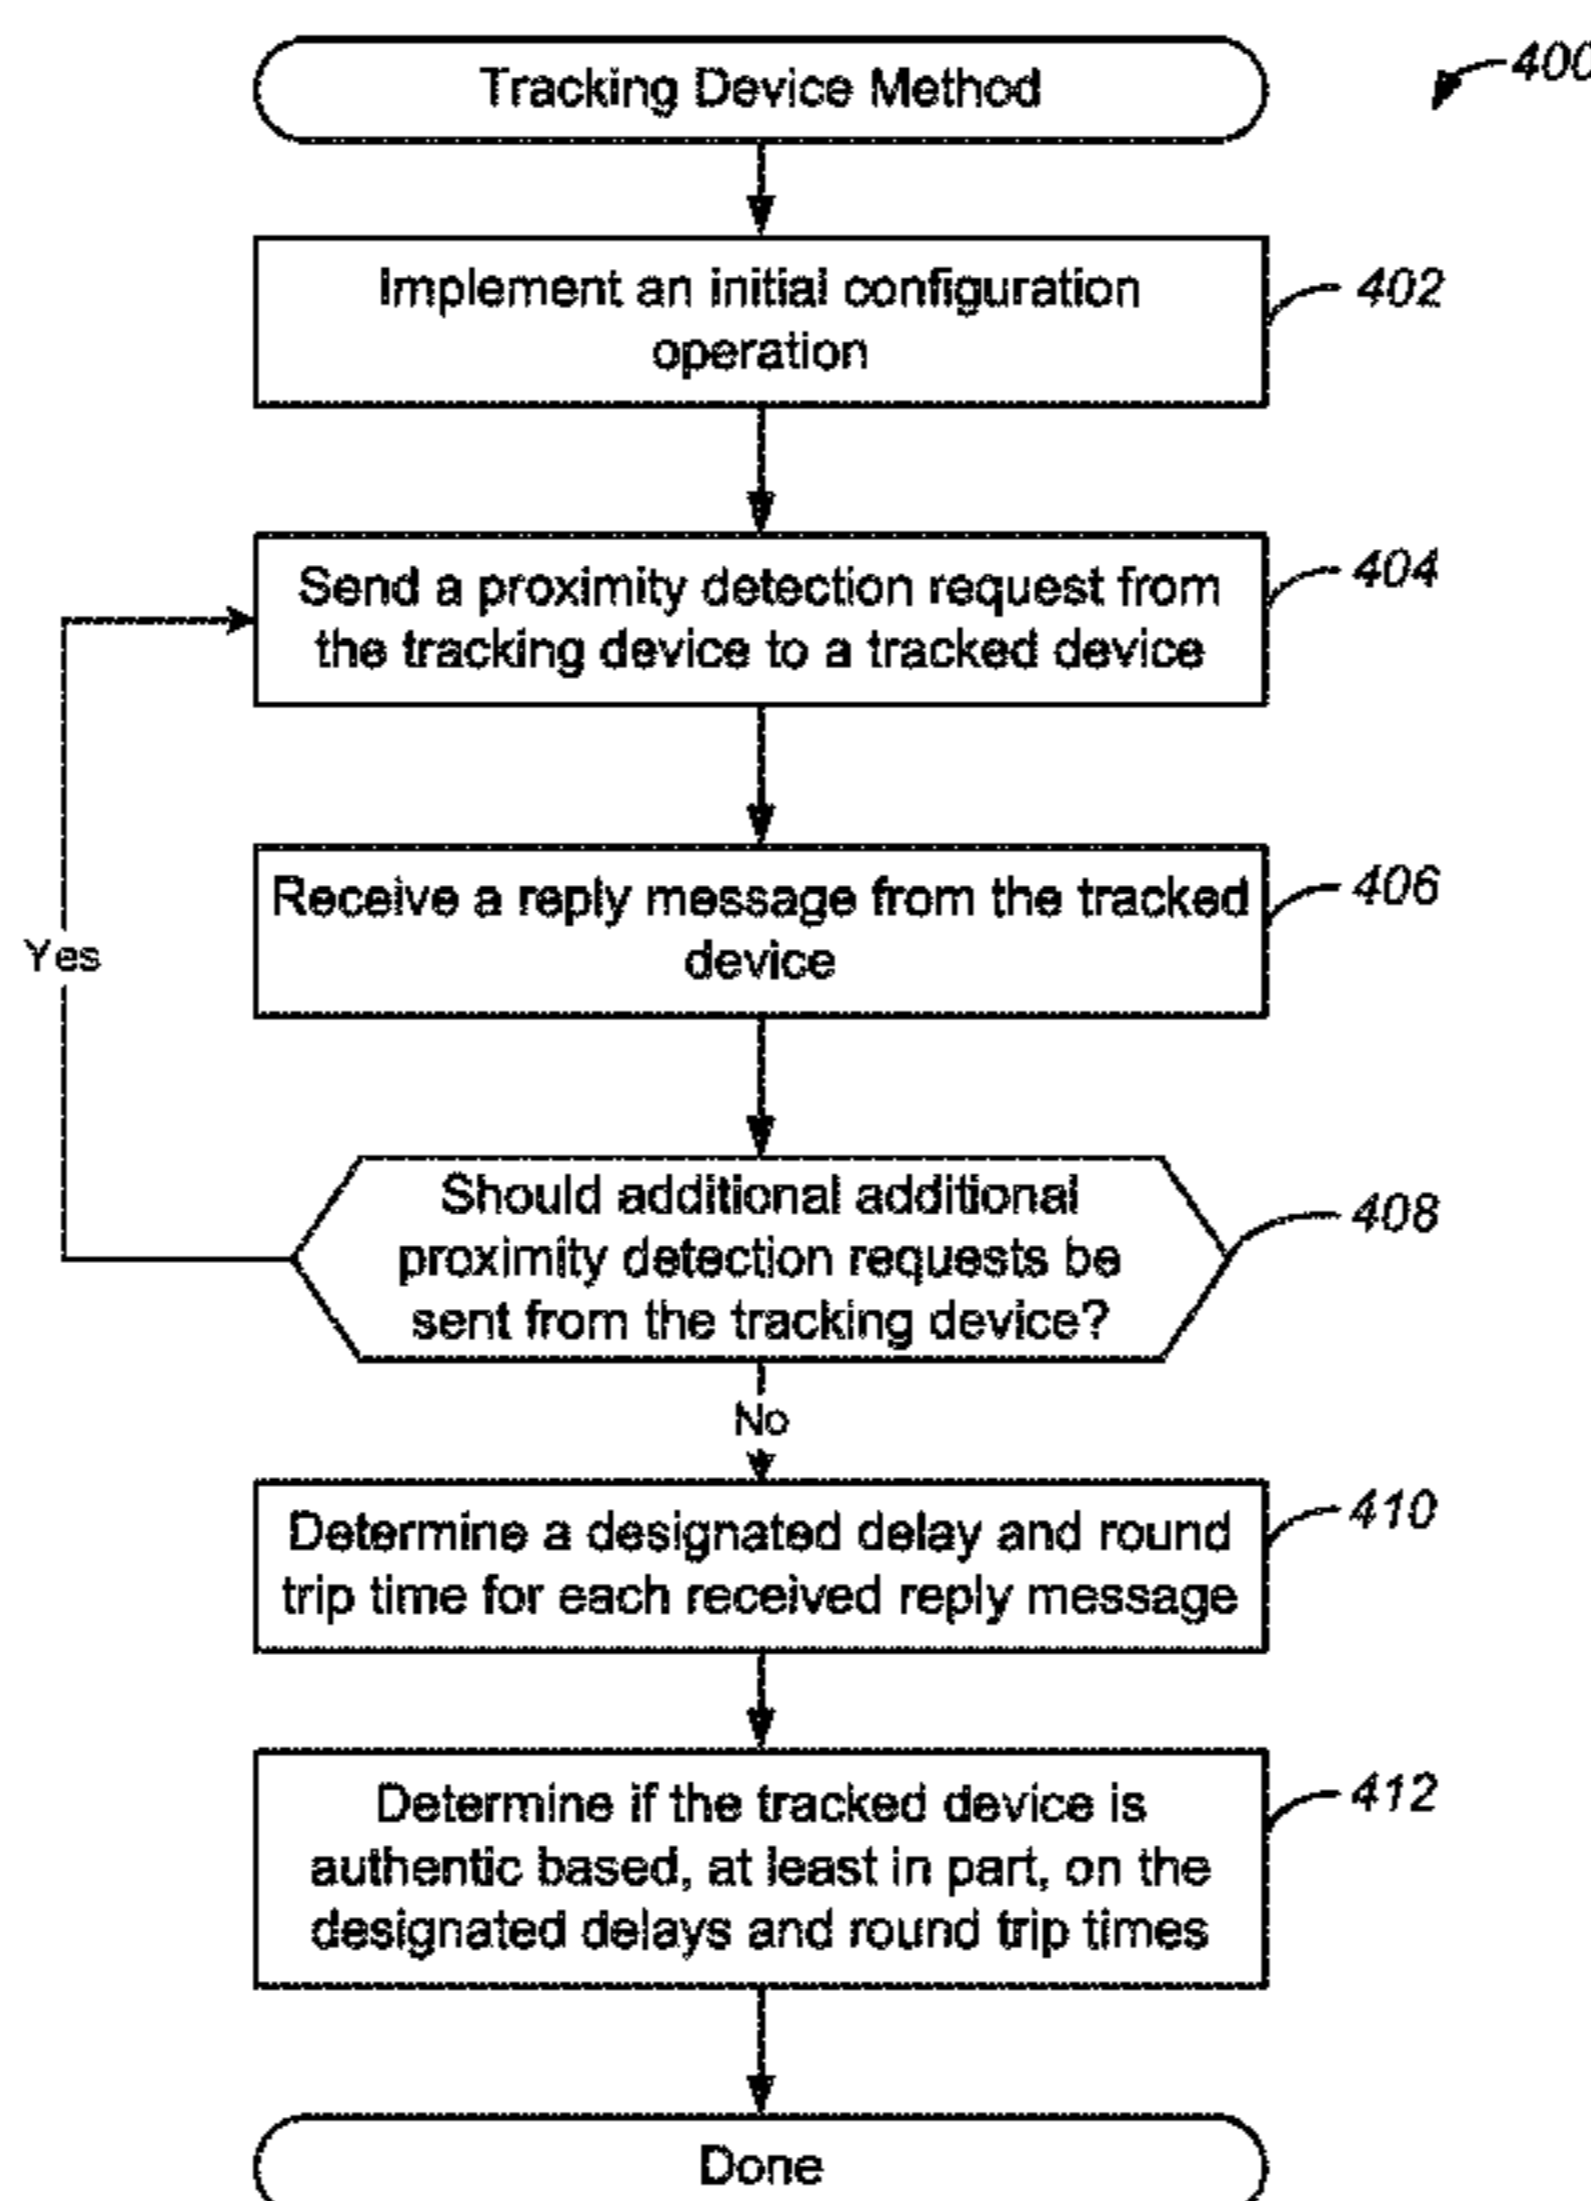 Tracking Device Method
400
Implement an initial configuration
operation
402
Send a proximity detection request from
the tracking device to a tracked device
404
Receive a reply message from the tracked
device
406
Yes
Should additional additional
proximity detection requests be
sent from the tracking device?
408
No
Determine a designated delay and round
trip time for each received reply message
410
Determine if the tracked device is
authentic based, at least in part, on the
designated delays and round trip times
412
Done